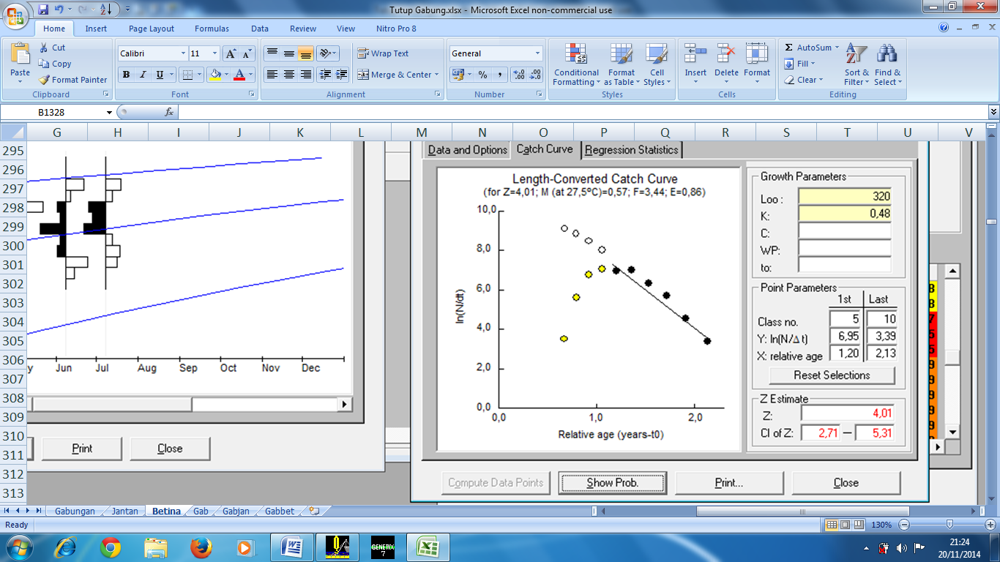 Tutup Gabung.xlsx - Microsoft Excel non-commercial use
Home Insert Page Layout Formulas Data Review View Nitro Pro 8
Paste Cut Copy Format Painter Clipboard
Calibri 11 A A B I U A Font
Wrap Text Merge & Center Alignment
General % , Number
Conditional Formatting Format as Table Cell Styles Styles
Insert Delete Format Cells
Σ AutoSum Fill Clear Sort & Filter Find & Select Editing
B1328 fx
G H I J K L M N O P Q R S T U V
295
296
297
298
299
300
301
302
303
304
305
306
307
308
309
310
311
312
313
y Jun Jul Aug Sep Oct Nov Dec
Print Close
Data and Options Catch Curve Regression Statistics
Length-Converted Catch Curve
(for Z=4,01; M (at 27,5ºC)=0,57; F=3,44; E=0,86)
10,0
8,0
6,0
4,0
2,0
0,0
ln(N/dt)
0,0 1,0 2,0
Relative age (years-t0)
Growth Parameters
Loo : 320
K: 0,48
C:
WP:
to:
Point Parameters
1st Last
Class no. 5 10
Y: ln(N/Δ t) 6,95 3,39
X: relative age 1,20 2,13
Reset Selections
Z Estimate
Z: 4,01
CI of Z: 2,71 — 5,31
Compute Data Points Show Prob. Print... Close
Gabungan Jantan Betina Gab Gabjan Gabbet
Ready 130%
GENETIX 7
21:24
20/11/2014